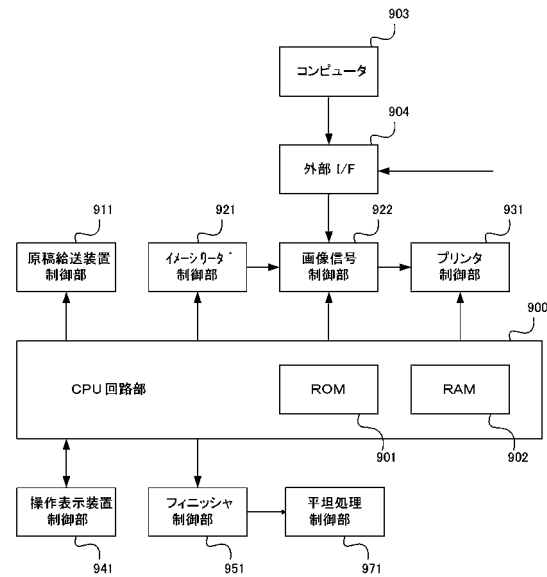 903
コンピュータ
904
外部 I/F
911
921
922
931
原稿給送装置
制御部
イメージリーダ
制御部
画像信号
制御部
プリンタ
制御部
900
CPU 回路部
ROM
RAM
901
902
操作表示装置
制御部
フィニッシャ
制御部
平坦処理
制御部
941
951
971